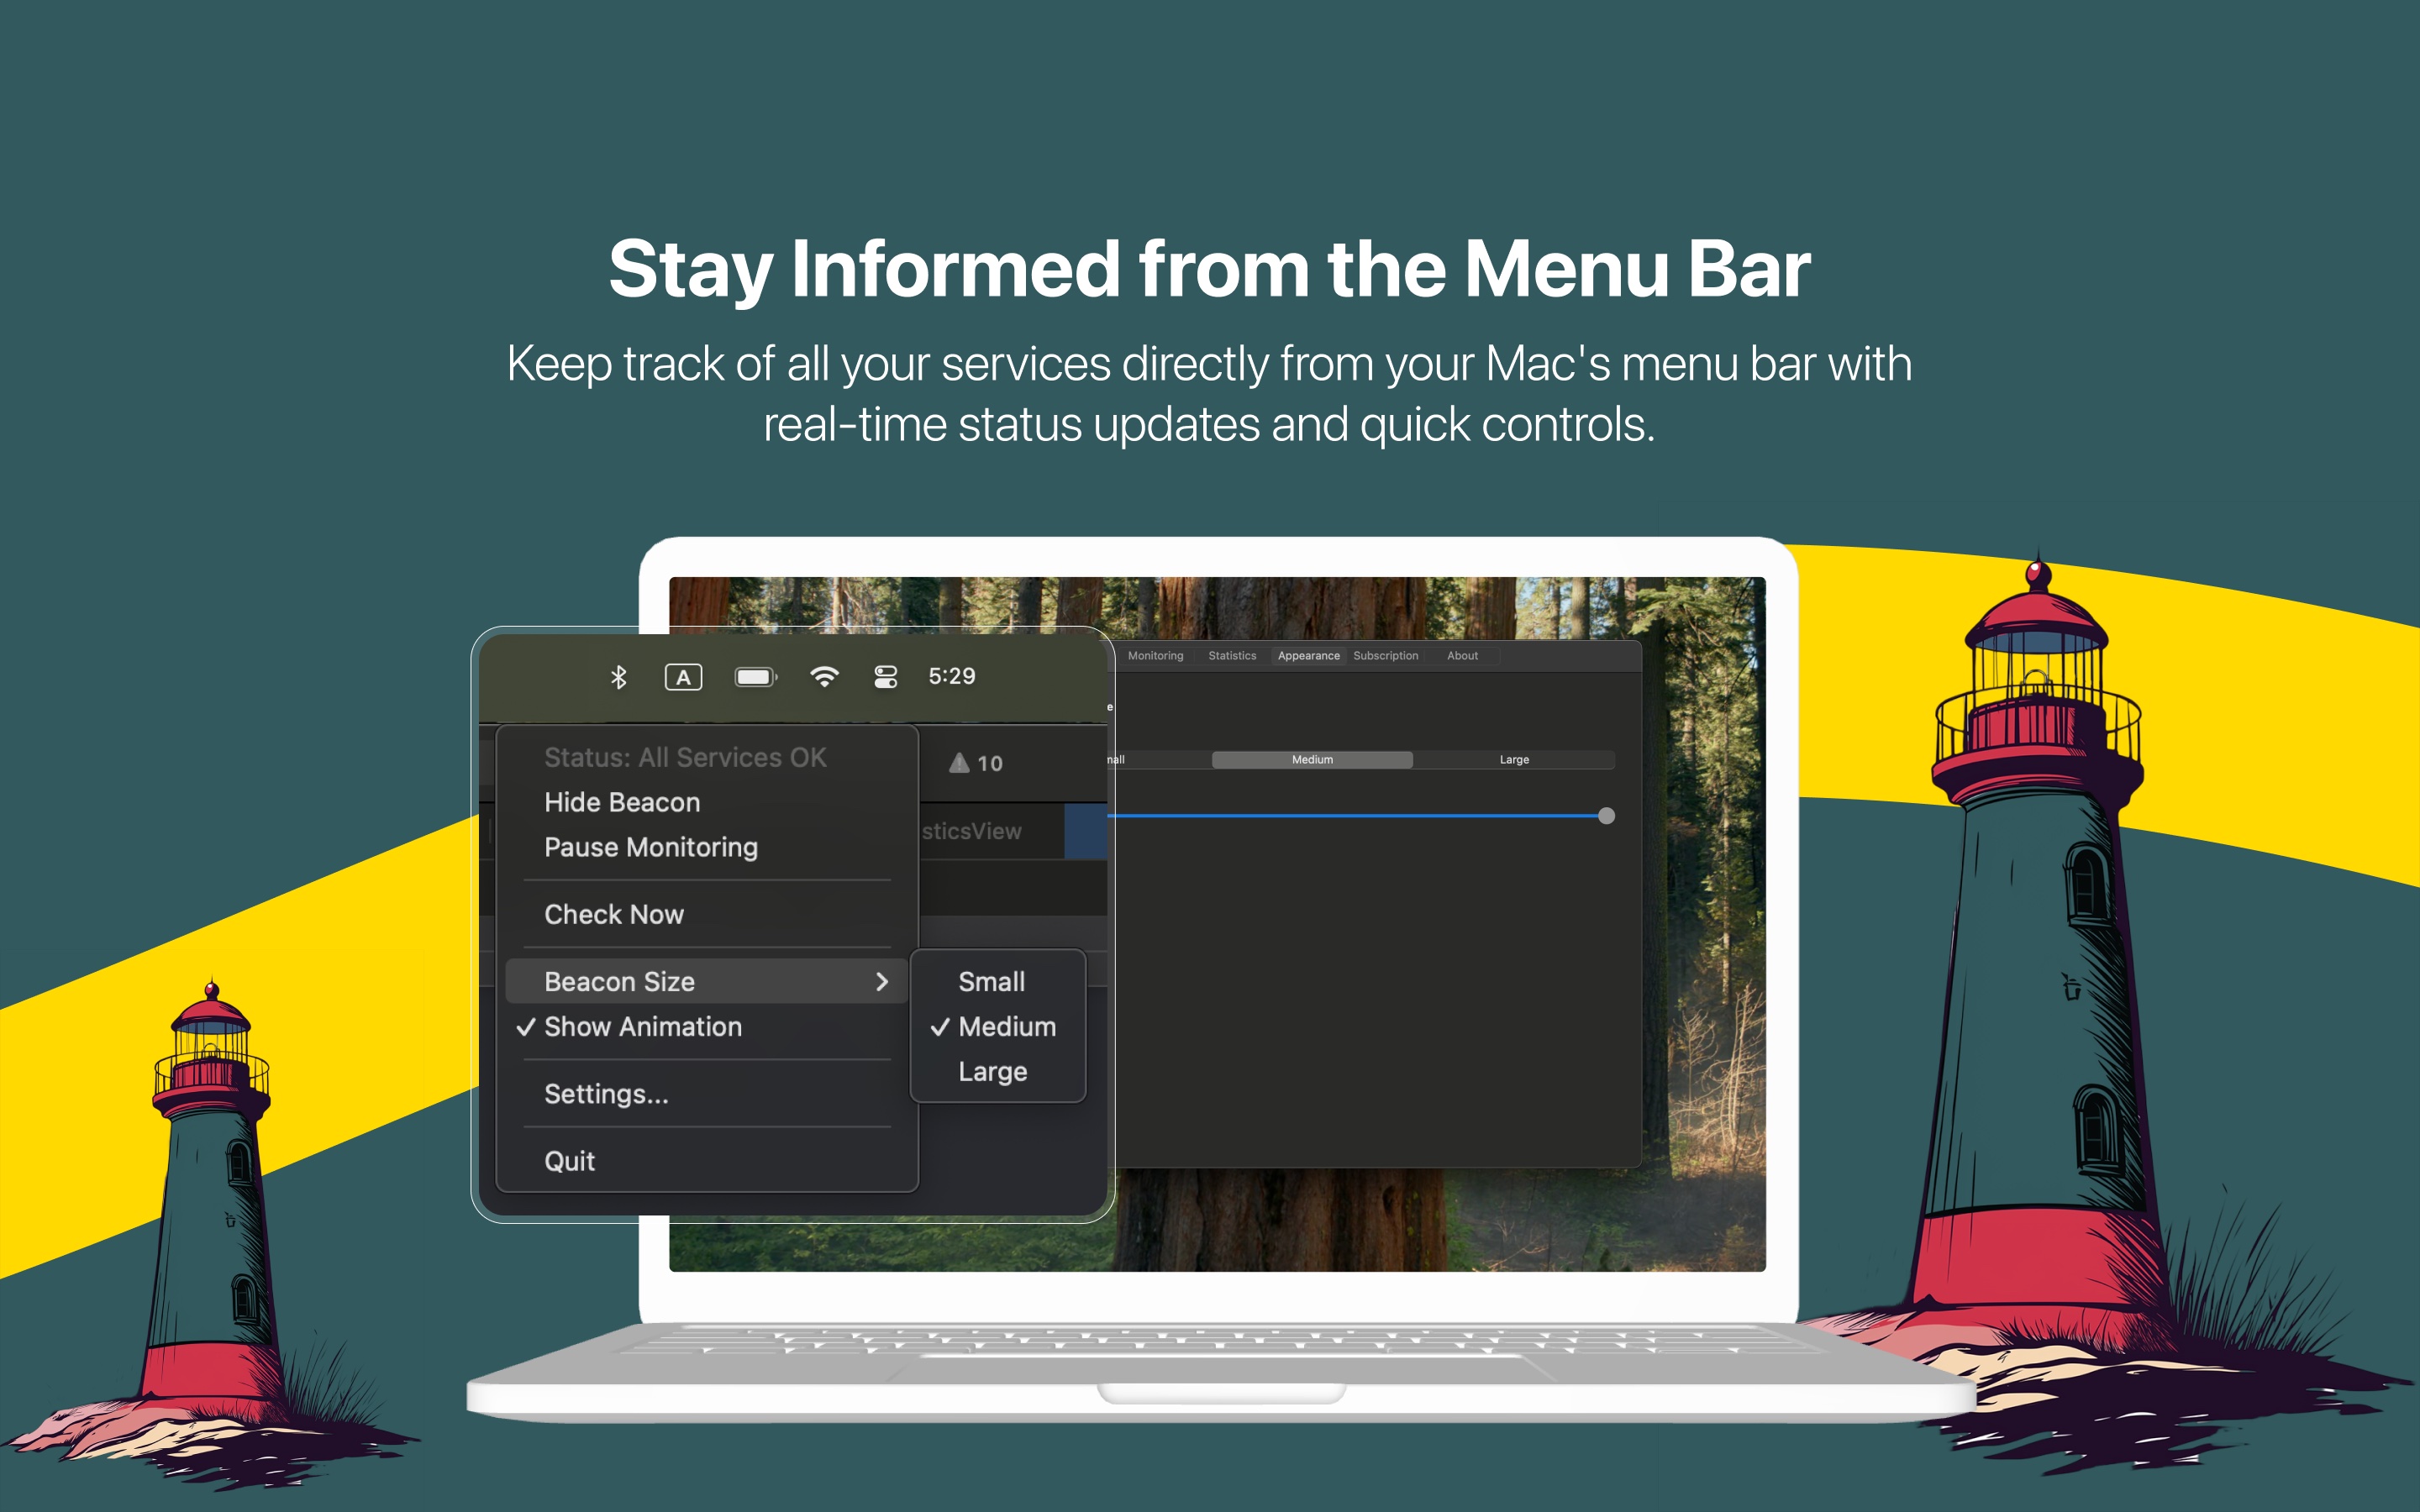 Stay Informed from the Menu Bar
Keep track of all your services directly from your Mac's menu bar with
real-time status updates and quick controls.
Monitoring Statistics Appearance Subscription About
A 5:29
e
Status: All Services OK
10
mall Medium Large
Hide Beacon
sticsView
Pause Monitoring
Check Now
Beacon Size
Small
Show Animation
Medium
Large
Settings...
Quit